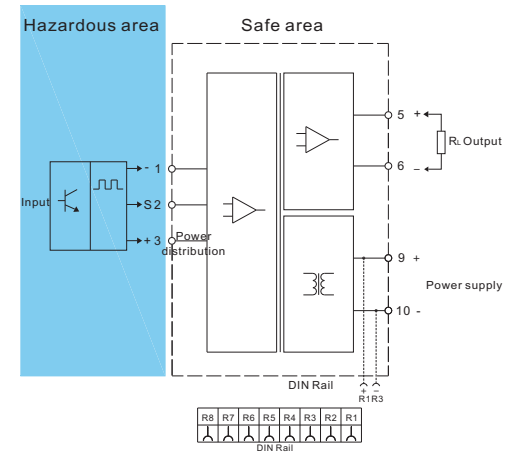 Hazardous area
Safe area
5 +
RL Output
6 −
Input
- 1
S 2
+ 3
Power
distribution
9 +
Power supply
10 -
DIN Rail
+ −
R1 R3
R8 R7 R6 R5 R4 R3 R2 R1
DIN Rail